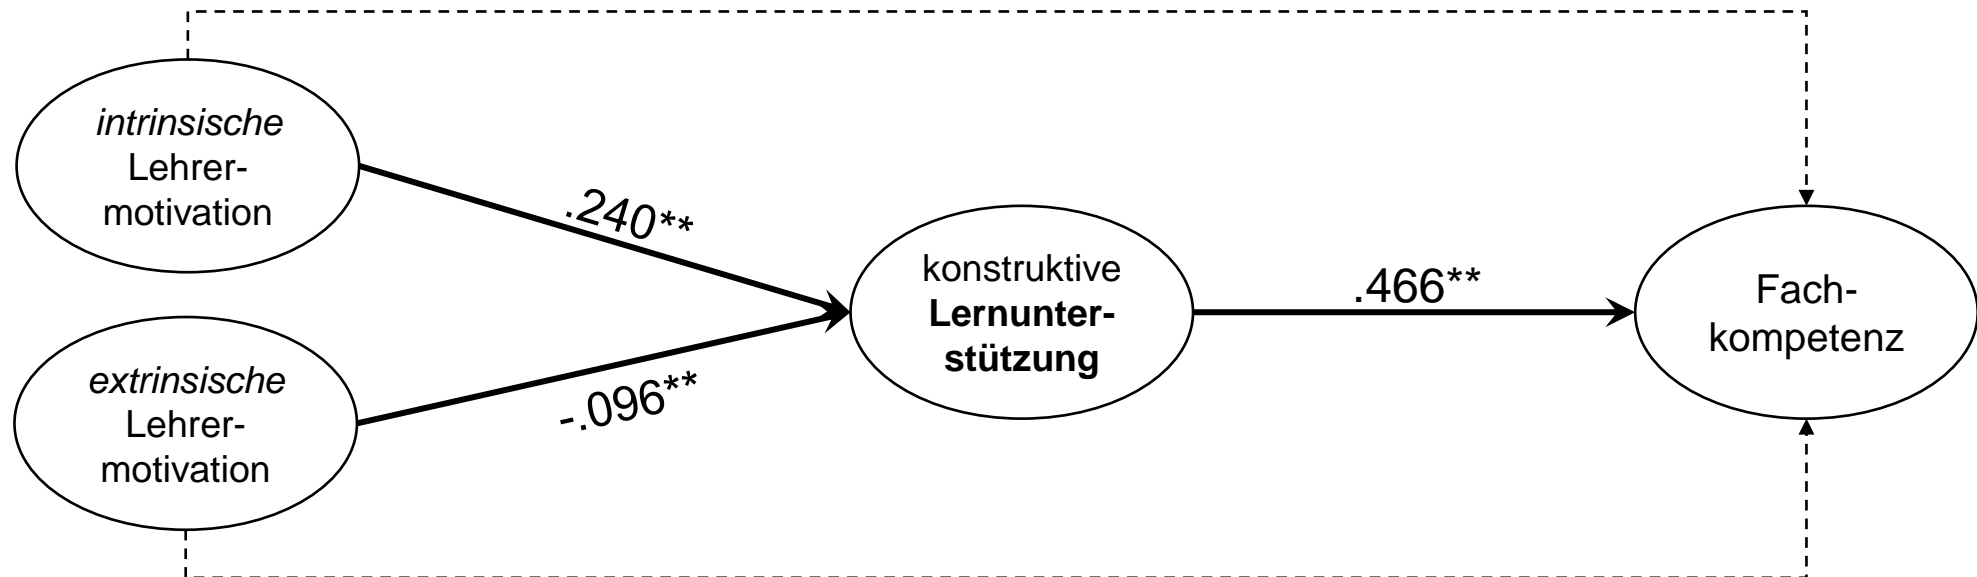 intrinsische
Lehrer-
motivation
.240**
extrinsische
Lehrer-
motivation
-.096**
konstruktive
Lernunter-
stützung
.466**
Fach-
kompetenz